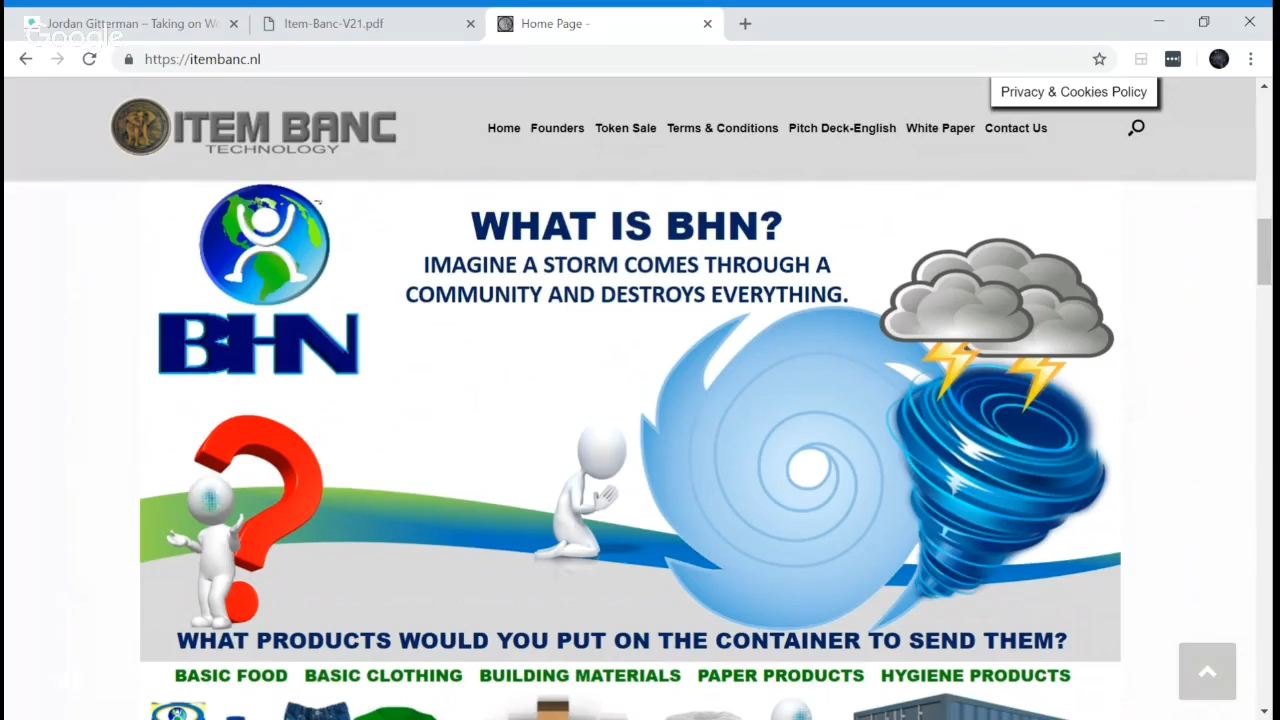 Jordan Gitterman – Taking on Wo
Item-Banc-V21.pdf
Home Page -
Google
https://itembanc.nl
Privacy & Cookies Policy
ITEM BANC
TECHNOLOGY
Home Founders Token Sale Terms & Conditions Pitch Deck-English White Paper Contact Us
WHAT IS BHN?
IMAGINE A STORM COMES THROUGH A
COMMUNITY AND DESTROYS EVERYTHING.
BHN
WHAT PRODUCTS WOULD YOU PUT ON THE CONTAINER TO SEND THEM?
BASIC FOOD BASIC CLOTHING BUILDING MATERIALS PAPER PRODUCTS HYGIENE PRODUCTS